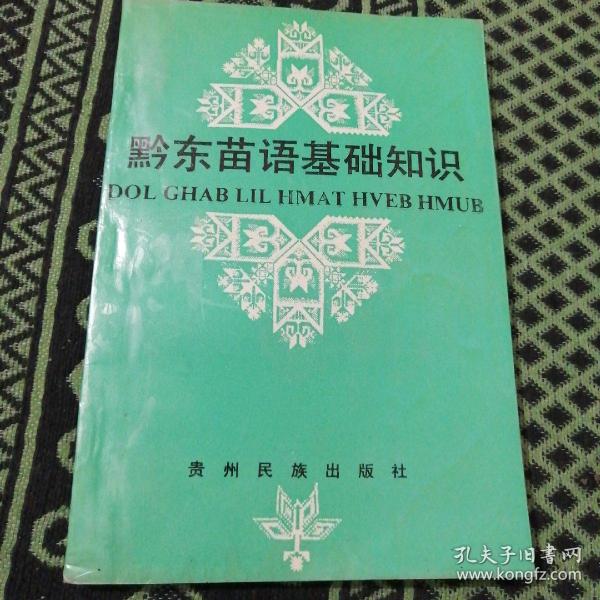 黔东苗语基础知识
DOL GHAB LIL HMAT HVEB HMUB
贵州民族出版社
孔夫子旧书网
www.kongfz.com